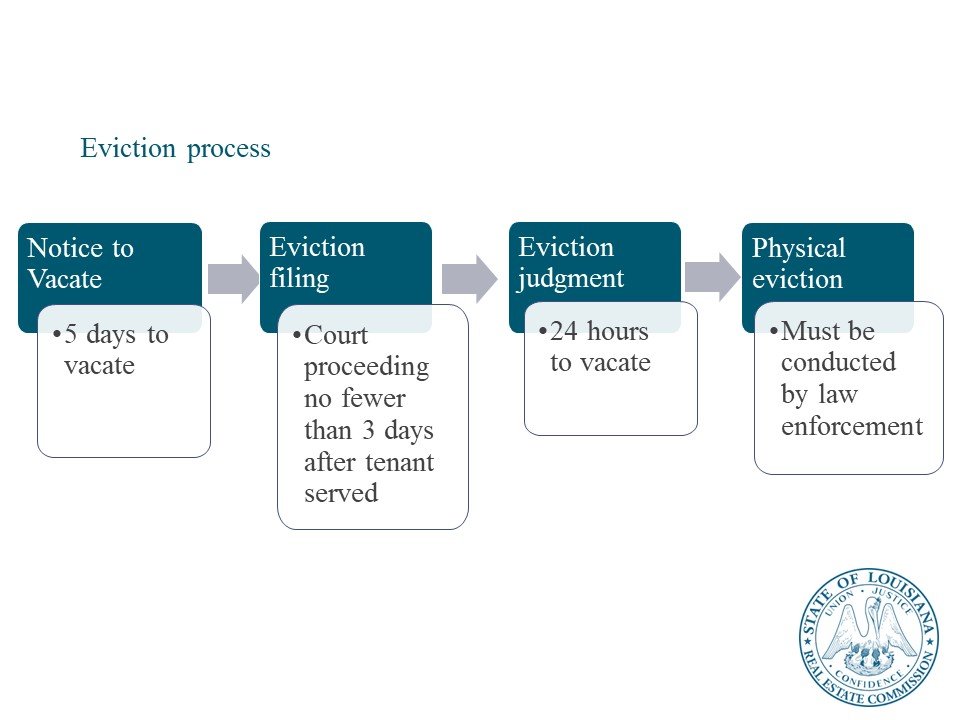 Eviction process
Notice to
Vacate
•5 days to
vacate
Eviction
filing
•Court
proceeding
no fewer
than 3 days
after tenant
served
Eviction
judgment
•24 hours
to vacate
Physical
eviction
•Must be
conducted
by law
enforcement
STATE OF LOUISIANA
UNION · JUSTICE
CONFIDENCE
REAL ESTATE COMMISSION